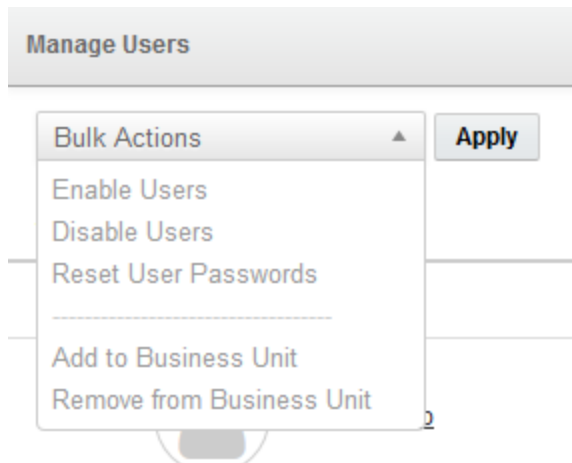 Manage Users
Bulk Actions
Apply
Enable Users
Disable Users
Reset User Passwords
-----------------------------------
Add to Business Unit
Remove from Business Unit